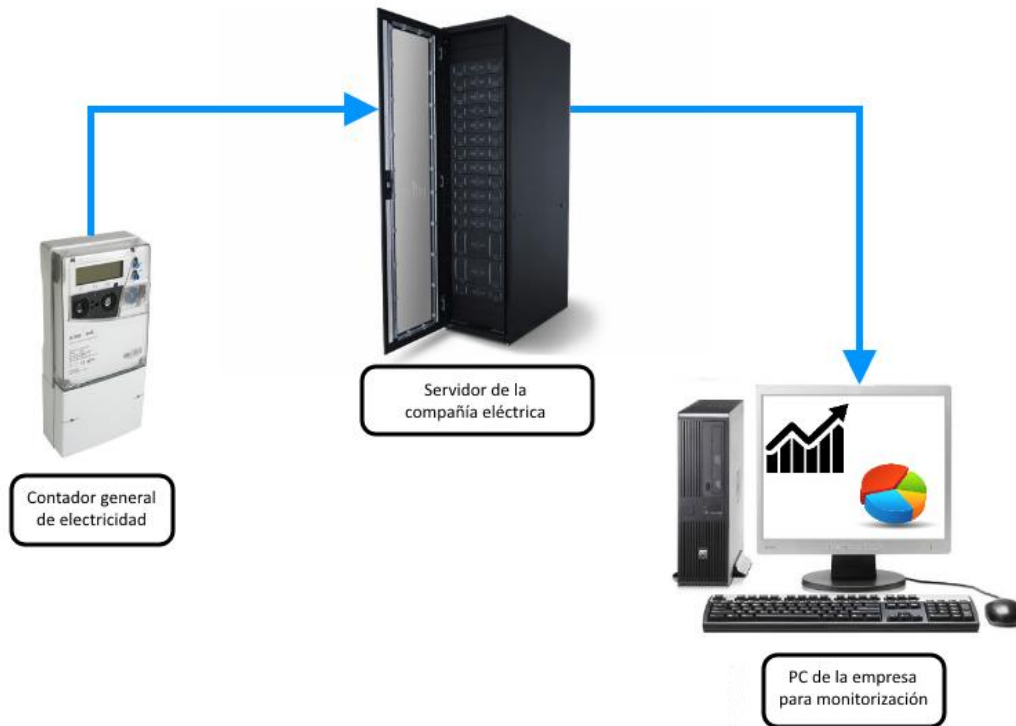 Servidor de la
compañía eléctrica
Contador general
de electricidad
PC de la empresa
para monitorización